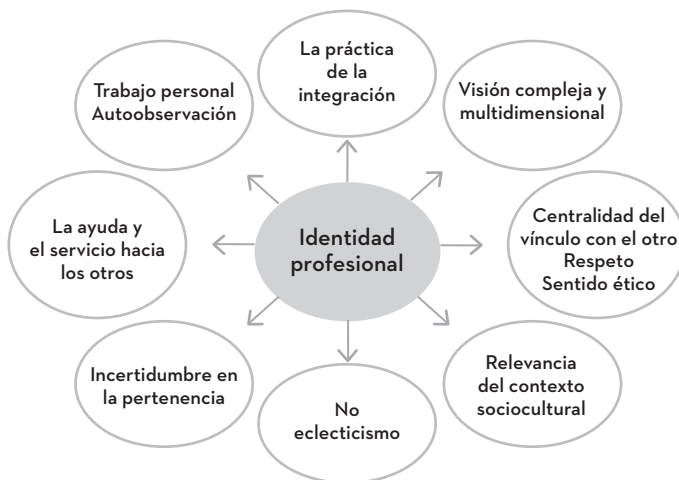 La práctica
de la
integración
Trabajo personal
Autoobservación
Visión compleja y
multidimensional
La ayuda y
el servicio hacia
los otros
Identidad
profesional
Centralidad del
vínculo con el otro
Respeto
Sentido ético
Incertidumbre en
la pertenencia
No
eclecticismo
Relevancia
del contexto
sociocultural